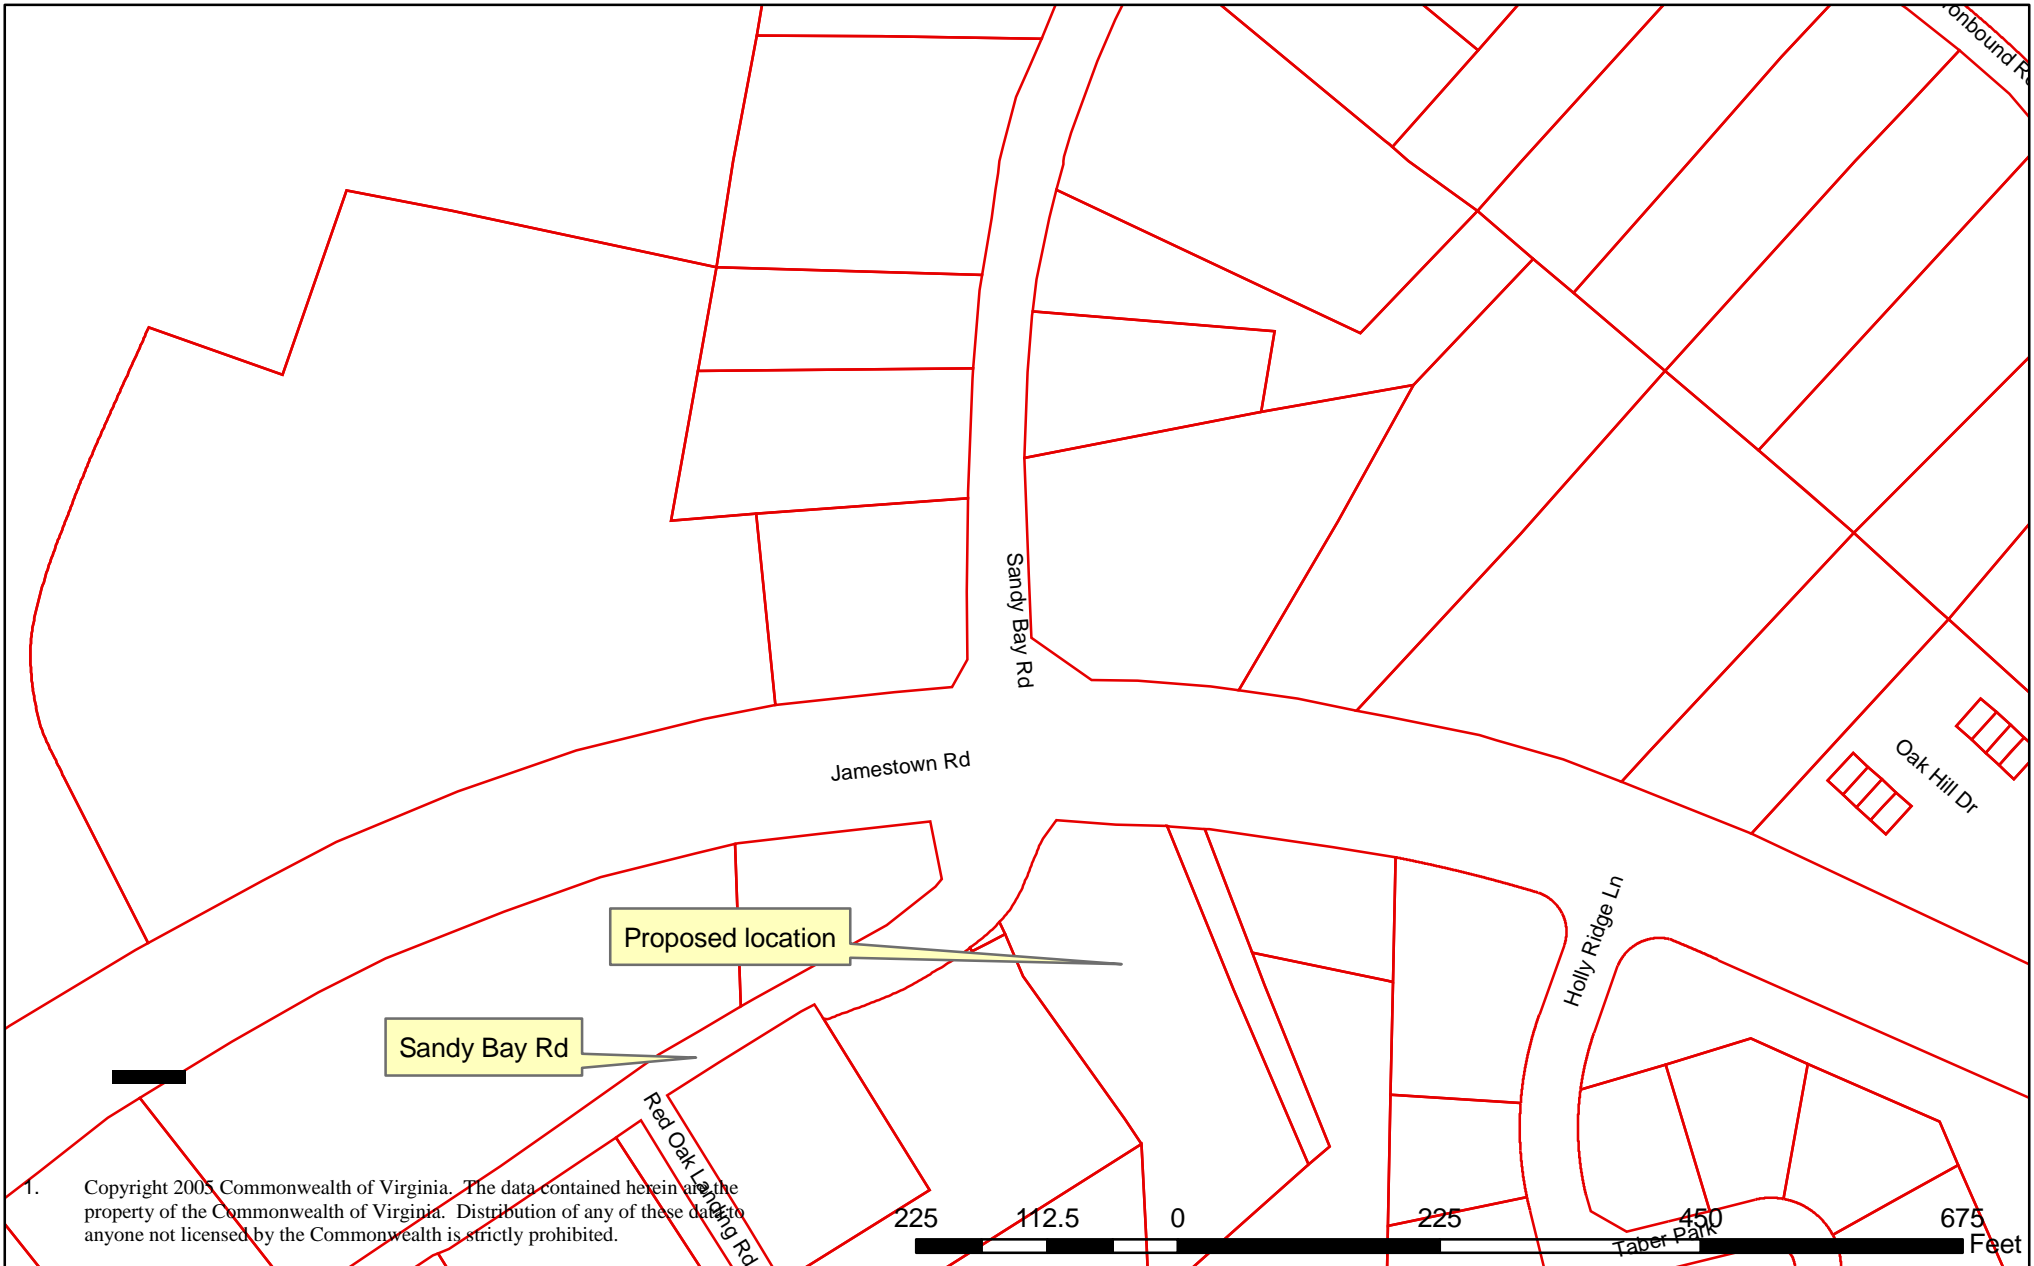 Ironbound Rd
Sandy Bay Rd
Oak Hill Dr
Jamestown Rd
Holly Ridge Ln
Proposed location
Sandy Bay Rd
Red Oak Landing Rd
1. Copyright 2005 Commonwealth of Virginia. The data contained herein are the
property of the Commonwealth of Virginia. Distribution of any of these data to
anyone not licensed by the Commonwealth is strictly prohibited.
225 112.5 0 225 450 675
Feet
Taber Park